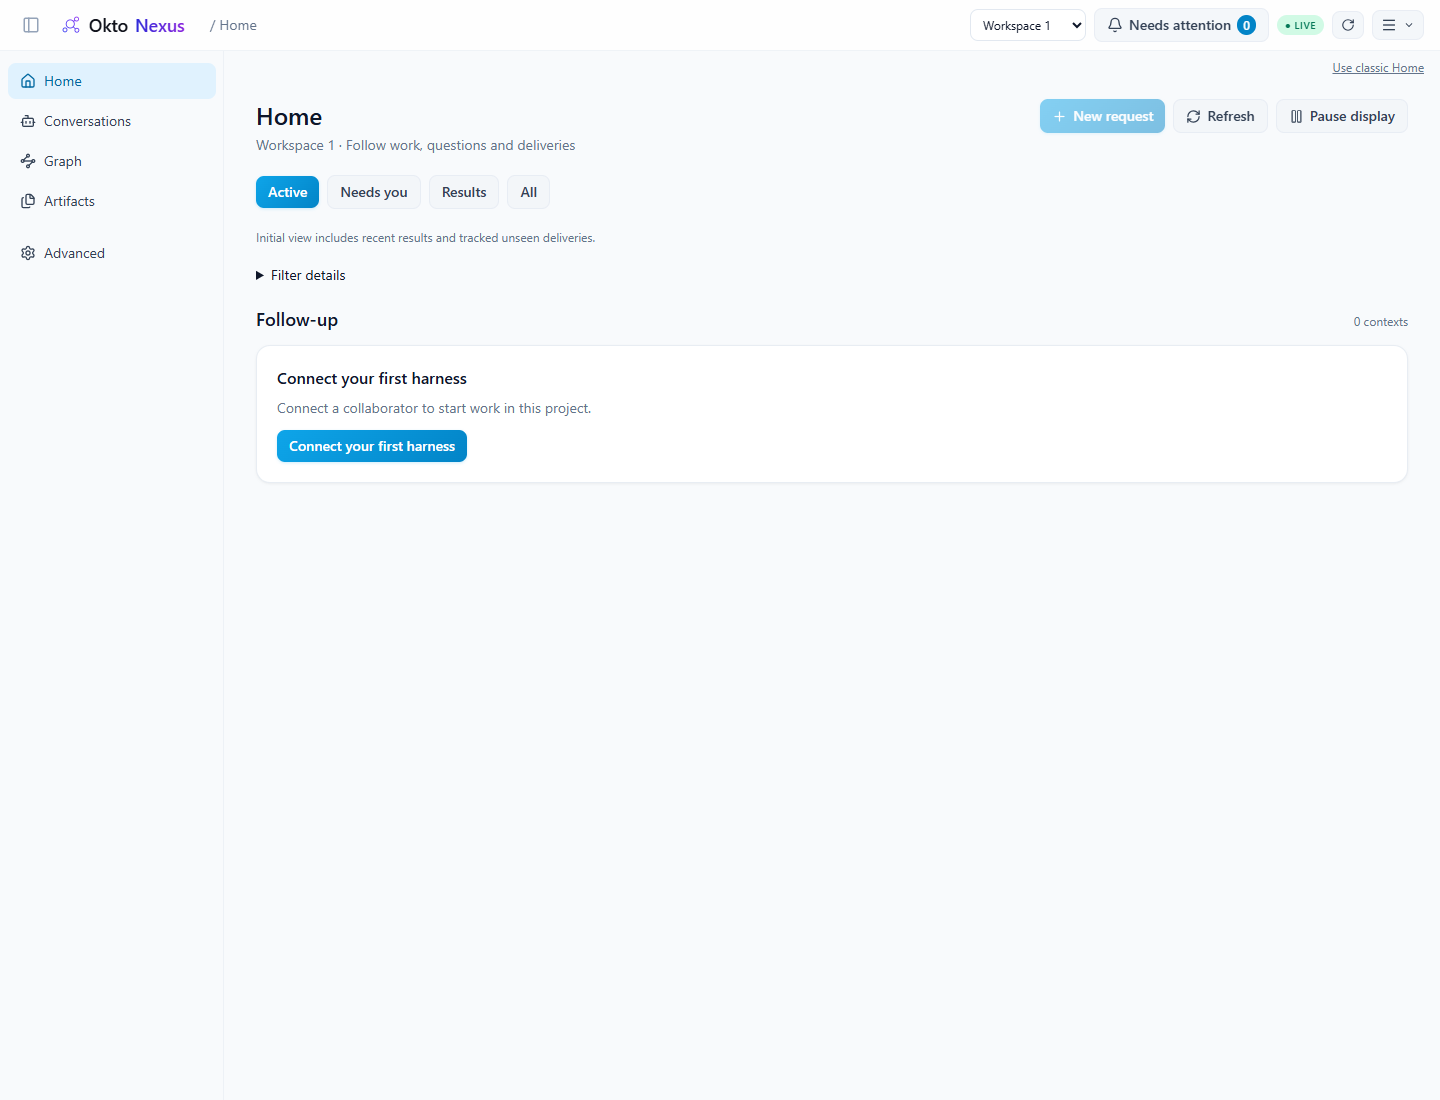 Okto Nexus / Home
Workspace 1
Needs attention 0
LIVE
Home
Conversations
Graph
Artifacts
Advanced
Use classic Home
Home
New request
Refresh
Pause display
Workspace 1 · Follow work, questions and deliveries
Active
Needs you
Results
All
Initial view includes recent results and tracked unseen deliveries.
Filter details
Follow-up
0 contexts
Connect your first harness
Connect a collaborator to start work in this project.
Connect your first harness